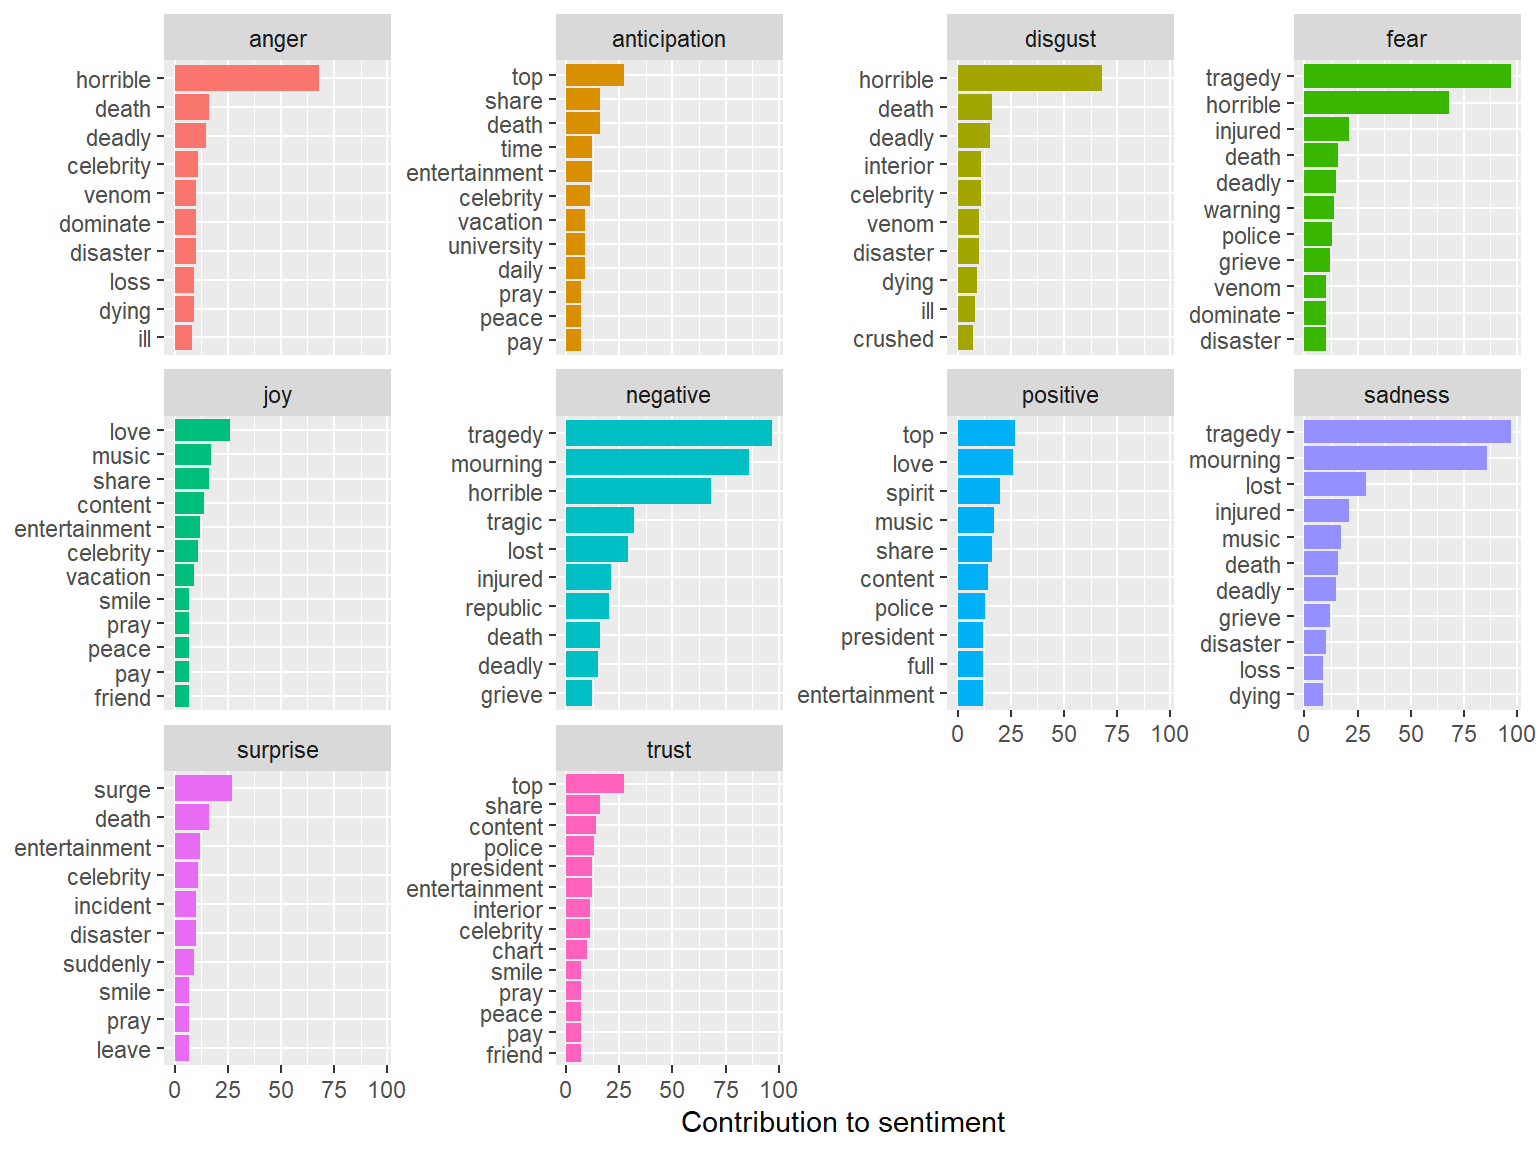 anger
horrible
death
deadly
celebrity
venom
dominate
disaster
loss
dying
ill
anticipation
top
share
death
time
entertainment
celebrity
vacation
university
daily
pray
peace
pay
disgust
horrible
death
deadly
interior
celebrity
venom
disaster
dying
ill
crushed
fear
tragedy
horrible
injured
death
deadly
warning
police
grieve
venom
dominate
disaster
joy
love
music
share
content
entertainment
celebrity
vacation
smile
pray
peace
pay
friend
negative
tragedy
mourning
horrible
tragic
lost
injured
republic
death
deadly
grieve
positive
top
love
spirit
music
share
content
police
president
full
entertainment
0 25 50 75 100
sadness
tragedy
mourning
lost
injured
music
death
deadly
grieve
disaster
loss
dying
0 25 50 75 100
surprise
surge
death
entertainment
celebrity
incident
disaster
suddenly
smile
pray
leave
0 25 50 75 100
trust
top
share
content
police
president
entertainment
interior
celebrity
chart
smile
pray
peace
pay
friend
0 25 50 75 100
Contribution to sentiment